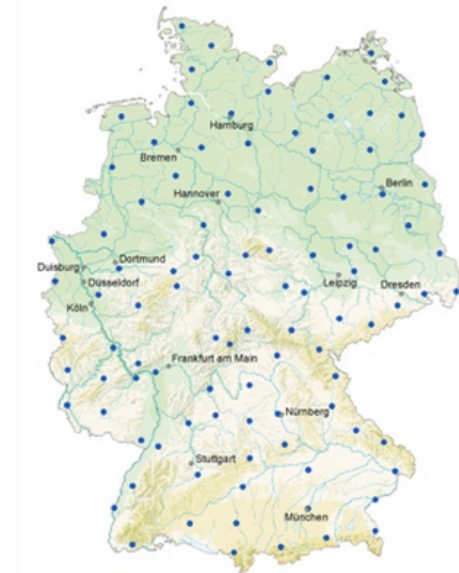 Hamburg
Bremen
Berlin
Hannover
Dortmund
Duisburg
Düsseldorf
Leipzig
Dresden
Köln
Frankfurt am Main
Nürnberg
Stuttgart
München